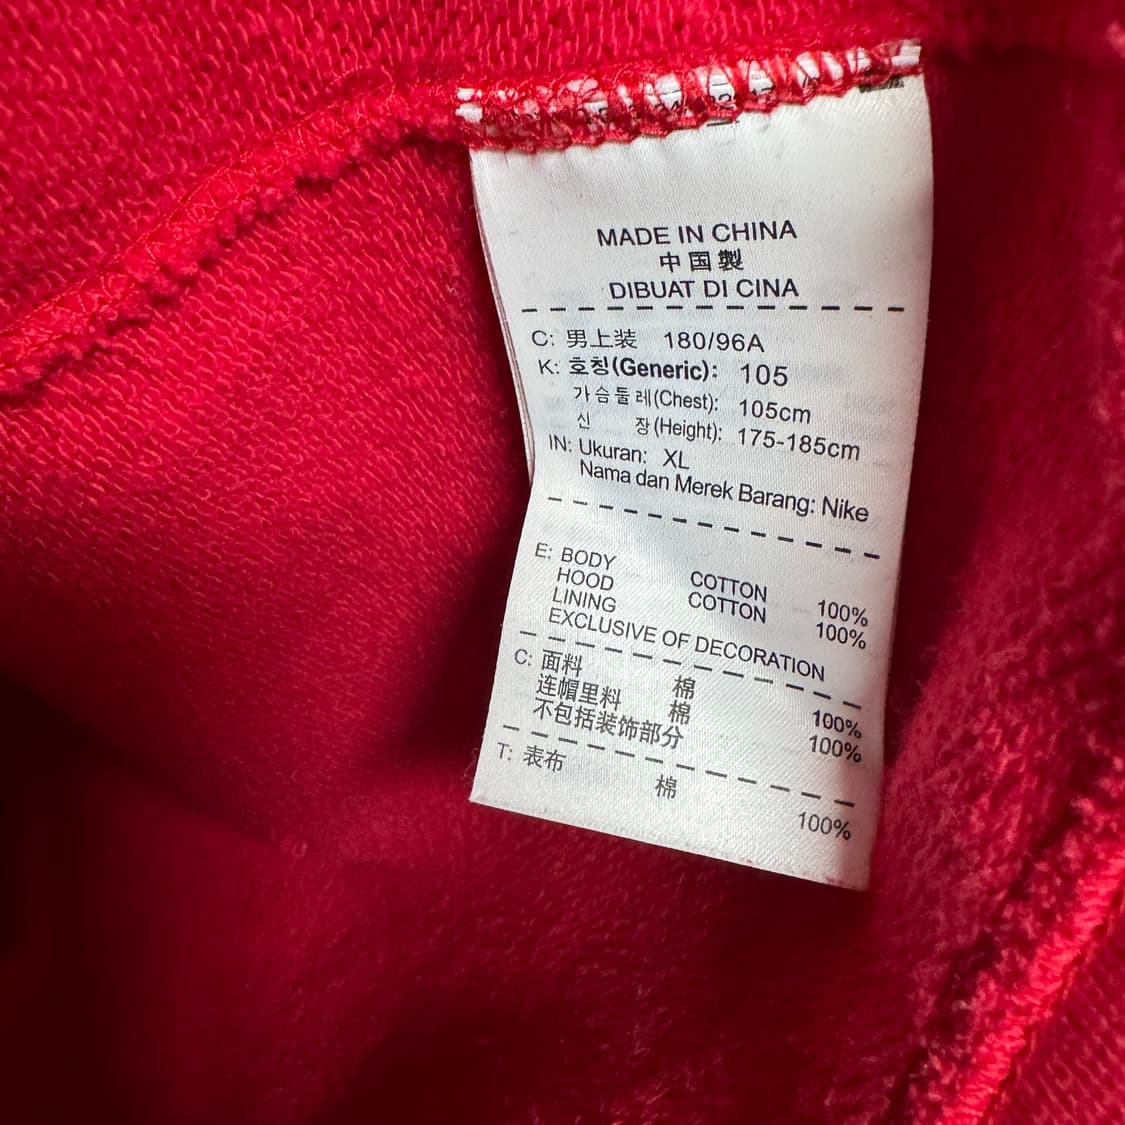 MADE IN CHINA
中国製
DIBUAT DI CINA
C: 男上装 180/96A
K: 호칭(Generic): 105
가슴둘레(Chest): 105cm
신 장(Height): 175-185cm
IN: Ukuran: XL
Nama dan Merek Barang: Nike
E: BODY COTTON 100%
HOOD LINING COTTON 100%
EXCLUSIVE OF DECORATION
C: 面料 棉 100%
连帽里料 棉 100%
不包括装饰部分
T: 表布 棉 100%